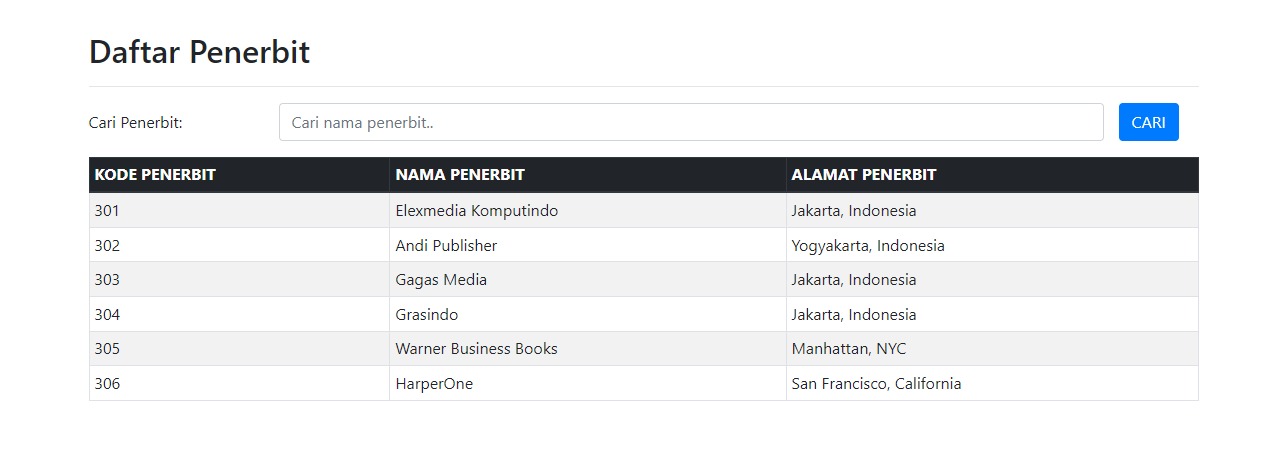 Daftar Penerbit
Cari Penerbit: Cari nama penerbit.. CARI
KODE PENERBIT NAMA PENERBIT ALAMAT PENERBIT
301 Elexmedia Komputindo Jakarta, Indonesia
302 Andi Publisher Yogyakarta, Indonesia
303 Gagas Media Jakarta, Indonesia
304 Grasindo Jakarta, Indonesia
305 Warner Business Books Manhattan, NYC
306 HarperOne San Francisco, California